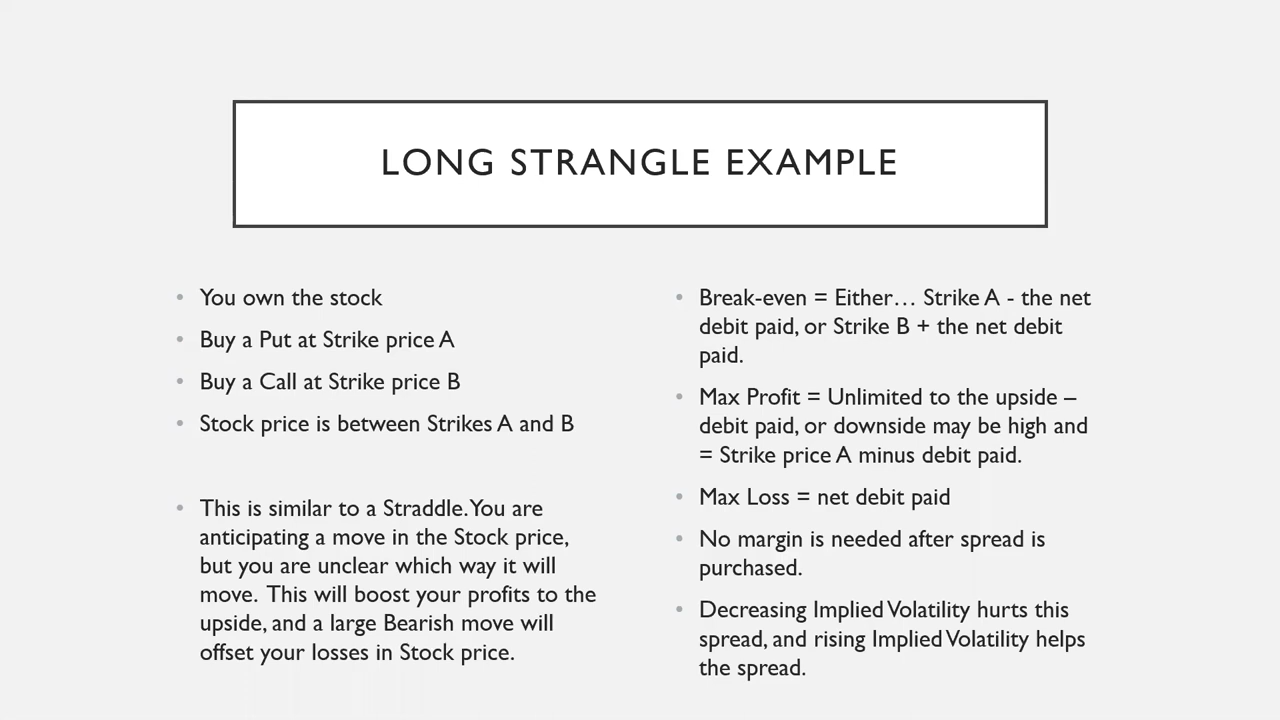 LONG STRANGLE EXAMPLE
• You own the stock
• Buy a Put at Strike price A
• Buy a Call at Strike price B
• Stock price is between Strikes A and B
• This is similar to a Straddle. You are
anticipating a move in the Stock price,
but you are unclear which way it will
move. This will boost your profits to the
upside, and a large Bearish move will
offset your losses in Stock price.
• Break-even = Either… Strike A - the net
debit paid, or Strike B + the net debit
paid.
• Max Profit = Unlimited to the upside –
debit paid, or downside may be high and
= Strike price A minus debit paid.
• Max Loss = net debit paid
• No margin is needed after spread is
purchased.
• Decreasing Implied Volatility hurts this
spread, and rising Implied Volatility helps
the spread.